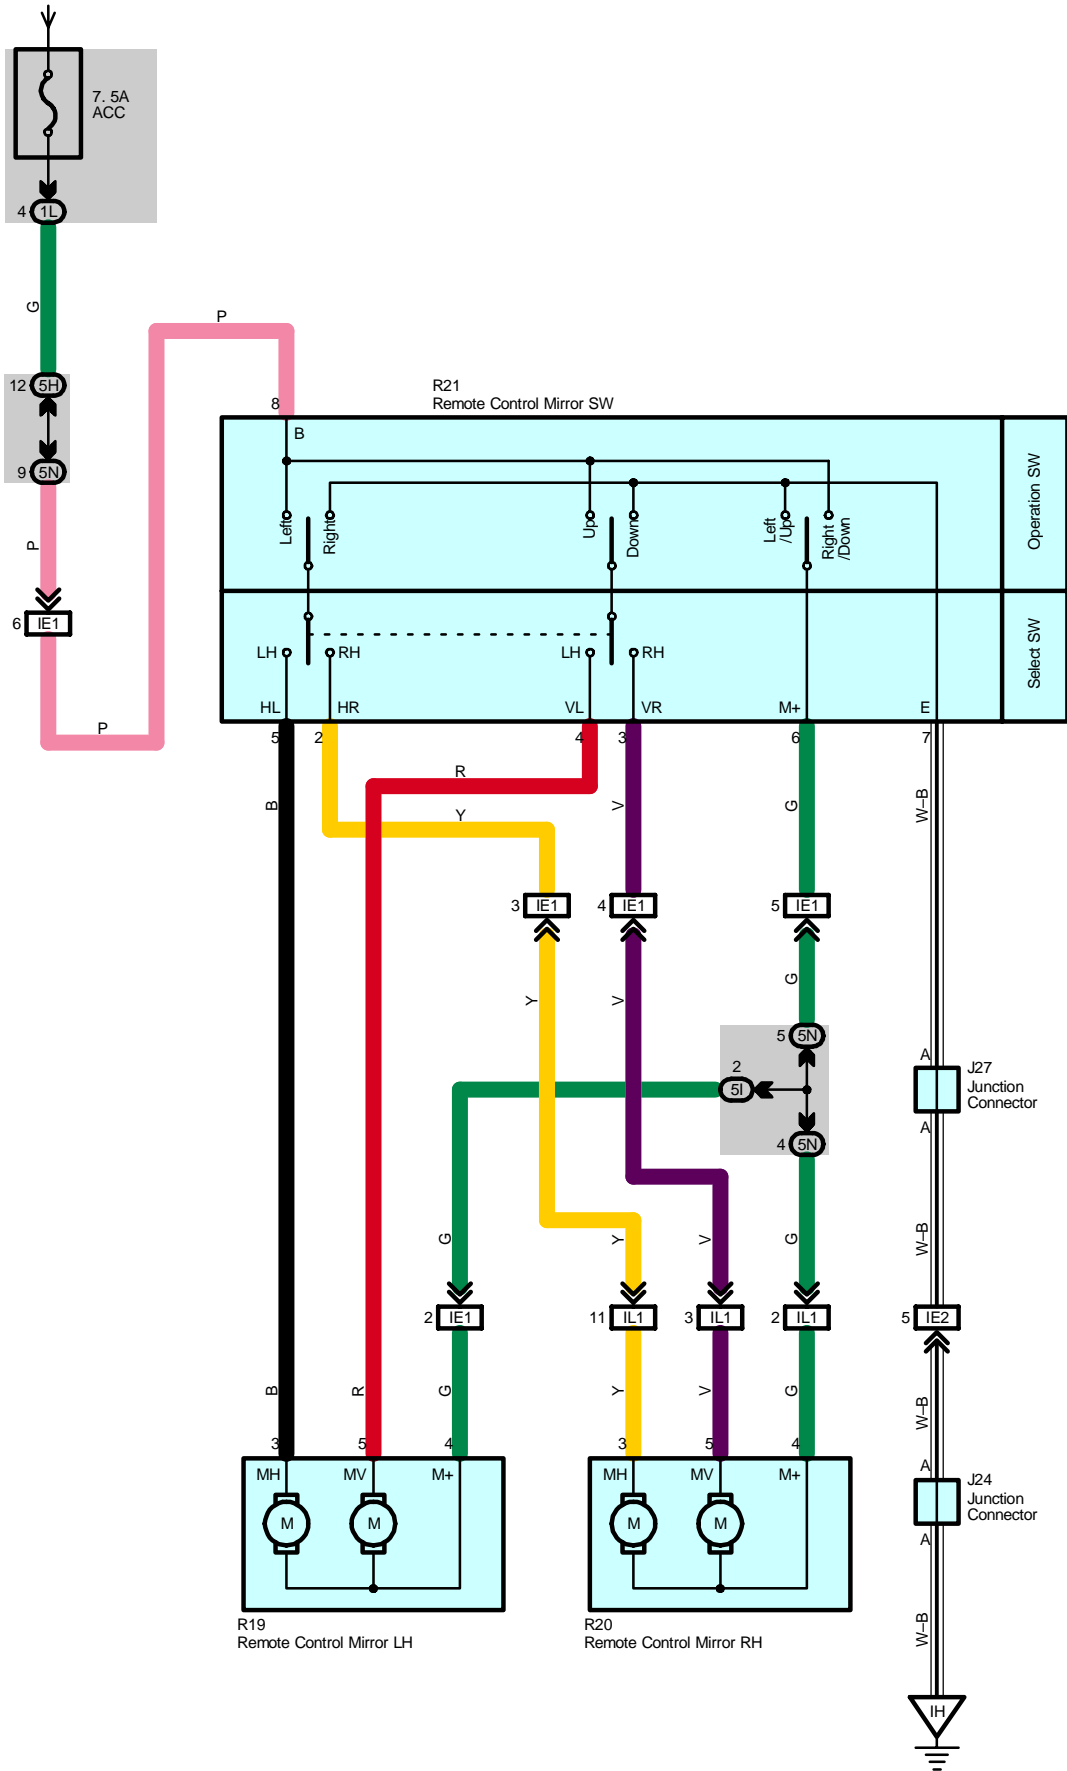 7. 5A
ACC
4 1L
G
P
12 5H
9 5N
P
6 IE1
P
R21
Remote Control Mirror SW
8
B
Left
Right
Up
Down
Left
/Up
Right
/Down
Operation SW
LH
RH
LH
RH
Select SW
HL
HR
VL
VR
M+
E
5
2
4
3
6
7
R
Y
B
V
G
W–B
3 IE1
4 IE1
5 IE1
Y
V
G
5 5N
2
5I
4 5N
A
J27
Junction
Connector
A
G
Y
V
G
W–B
2 IE1
11 IL1
3 IL1
2 IL1
5 IE2
B
R
G
Y
V
G
W–B
3
5
4
3
5
4
A
MH
MV
M+
MH
MV
M+
J24
Junction
Connector
M
M
M
M
A
R19
Remote Control Mirror LH
R20
Remote Control Mirror RH
W–B
IH